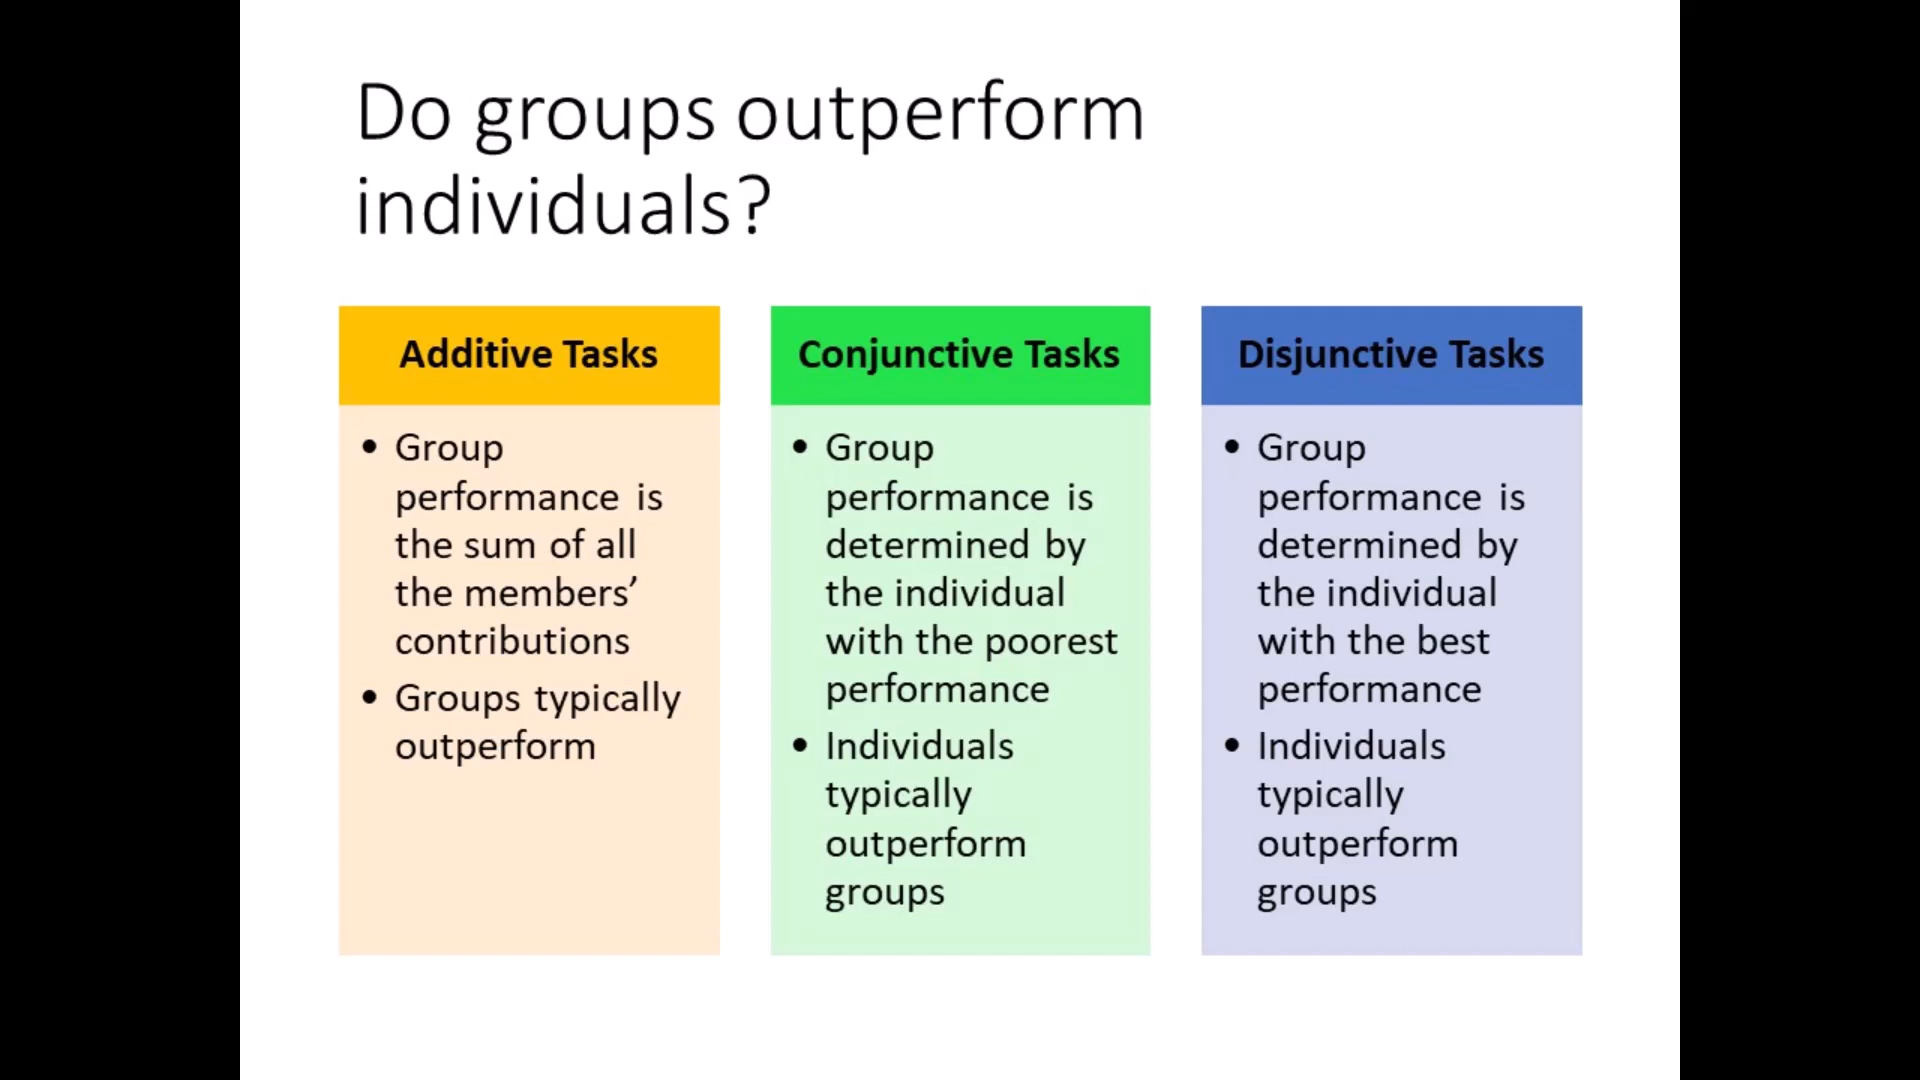 Do groups outperform
individuals?
Additive Tasks
• Group
performance is
the sum of all
the members’
contributions
• Groups typically
outperform
Conjunctive Tasks
• Group
performance is
determined by
the individual
with the poorest
performance
• Individuals
typically
outperform
groups
Disjunctive Tasks
• Group
performance is
determined by
the individual
with the best
performance
• Individuals
typically
outperform
groups